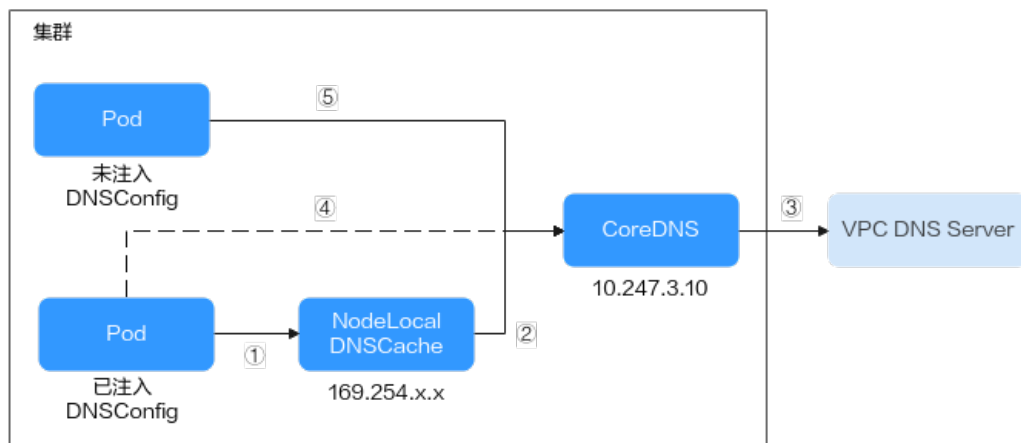 集群
⑤
Pod
未注入
DNSConfig
④
CoreDNS
③
VPC DNS Server
10.247.3.10
Pod
①
NodeLocal
DNSCache
②
已注入
DNSConfig
169.254.x.x